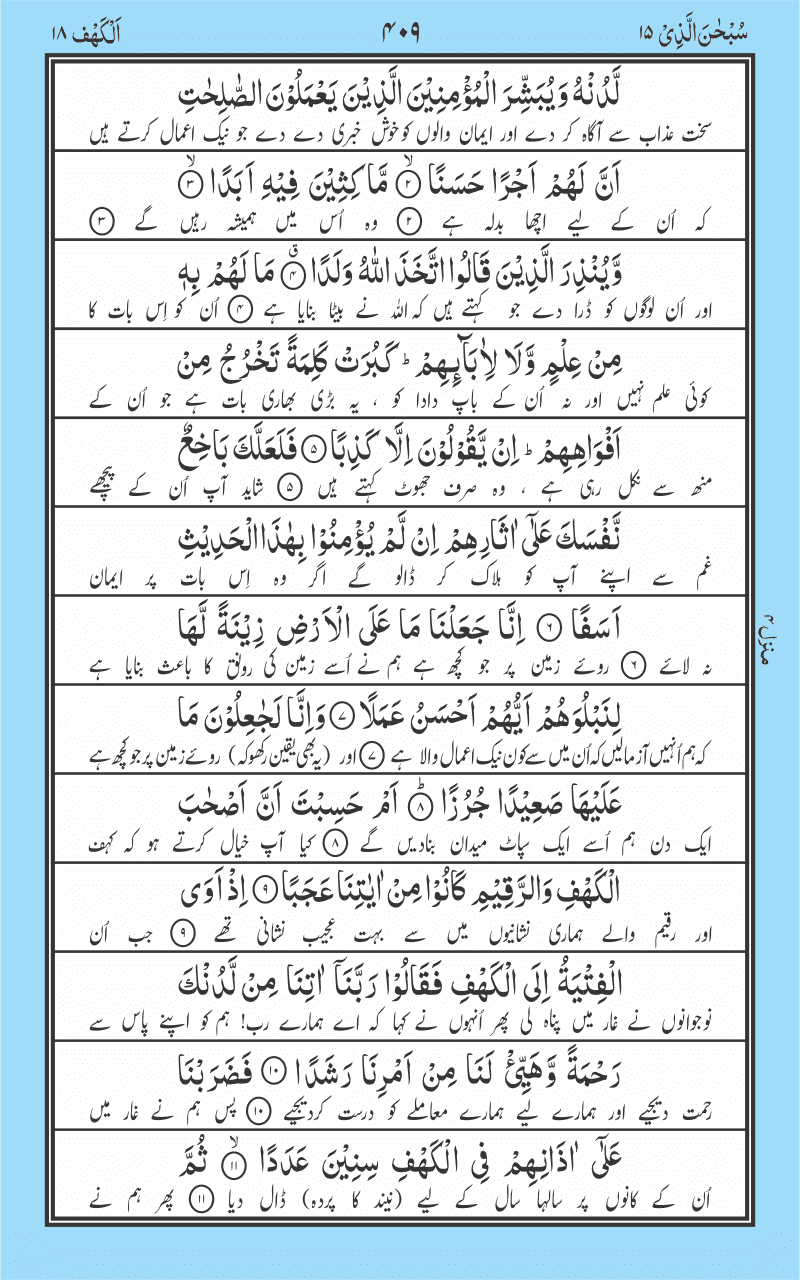 سُبْحٰنَ الَّذِيْ ١٥
٤٠٩
اَلْكَهْف ١٨
لَّدُنْهُ وَ يُبَشِّرَ الْمُؤْمِنِيْنَ الَّذِيْنَ يَعْمَلُوْنَ الصّٰلِحٰتِ
سخت عذاب سے آگاہ کر دے اور ایمان والوں کو خوش خبری دے دے جو نیک اعمال کرتے ہیں
اَنَّ لَهُمْ اَجْرًا حَسَنًا ۙ﴿٢﴾ مَّاكِثِيْنَ فِيْهِ اَبَدًا ۙ﴿٣﴾
کہ اُن کے لیے اچھا بدلہ ہے ﴿٢﴾ وہ اُس میں ہمیشہ رہیں گے ﴿٣﴾
وَّيُنْذِرَ الَّذِيْنَ قَالُوا اتَّخَذَ اللّٰهُ وَلَدًا ۗ﴿٤﴾ مَا لَهُمْ بِهٖ
اور اُن لوگوں کو ڈرا دے جو کہتے ہیں کہ اللہ نے بیٹا بنایا ہے ﴿٤﴾ اُن کو اِس بات کا
مِنْ عِلْمٍ وَّلَا لِاٰبَآئِهِمْ ؕ كَبُرَتْ كَلِمَةً تَخْرُجُ مِنْ
کوئی علم نہیں اور نہ اُن کے باپ دادا کو ، یہ بڑی بھاری بات ہے جو اُن کے
اَفْوَاهِهِمْ ؕ اِنْ يَّقُوْلُوْنَ اِلَّا كَذِبًا ﴿٥﴾ فَلَعَلَّكَ بَاخِعٌ
منھ سے نکل رہی ہے ، وہ صرف جھوٹ کہتے ہیں ﴿٥﴾ شاید آپ اُن کے پیچھے
نَّفْسَكَ عَلٰٓى اٰثَارِهِمْ اِنْ لَّمْ يُؤْمِنُوْا بِهٰذَا الْحَدِيْثِ
غم سے اپنے آپ کو ہلاک کر ڈالو گے اگر وہ اِس بات پر ایمان
اَسَفًا ﴿٦﴾ اِنَّا جَعَلْنَا مَا عَلَى الْاَرْضِ زِيْنَةً لَّهَا
نہ لائے ﴿٦﴾ روئے زمین پر جو کچھ ہے ہم نے اُسے زمین کی رونق کا باعث بنایا ہے
لِنَبْلُوَهُمْ اَيُّهُمْ اَحْسَنُ عَمَلًا ﴿٧﴾ وَاِنَّا لَجٰعِلُوْنَ مَا
کہ ہم اُنہیں آزمالیں کہ اُن میں سے کون نیک اعمال والا ہے ﴿٧﴾ اور (یہ بھی یقین رکھو کہ) روئے زمین پر جو کچھ ہے
عَلَيْهَا صَعِيْدًا جُرُزًا ؕ﴿٨﴾ اَمْ حَسِبْتَ اَنَّ اَصْحٰبَ
ایک دن ہم اُسے ایک سپاٹ میدان بنادیں گے ﴿٨﴾ کیا آپ خیال کرتے ہو کہ کہف
الْكَهْفِ وَالرَّقِيْمِ كَانُوْا مِنْ اٰيٰتِنَا عَجَبًا ﴿٩﴾ اِذْ اَوَى
اور رقیم والے ہماری نشانیوں میں سے بہت عجیب نشانی تھے ﴿٩﴾ جب اُن
الْفِتْيَةُ اِلَى الْكَهْفِ فَقَالُوْا رَبَّنَآ اٰتِنَا مِنْ لَّدُنْكَ
نوجوانوں نے غار میں پناہ لی پھر اُنہوں نے کہا کہ اے ہمارے رب! ہم کو اپنے پاس سے
رَحْمَةً وَّهَيِّئْ لَنَا مِنْ اَمْرِنَا رَشَدًا ﴿١٠﴾ فَضَرَبْنَا
رحمت دیجیے اور ہمارے لیے ہمارے معاملے کو درست کردیجیے ﴿١٠﴾ پس ہم نے غار میں
عَلٰٓى اٰذَانِهِمْ فِي الْكَهْفِ سِنِيْنَ عَدَدًا ۙ﴿١١﴾ ثُمَّ
اُن کے کانوں پر سالہا سال کے لیے (نیند کا پردہ) ڈال دیا ﴿١١﴾ پھر ہم نے
منزل ٤